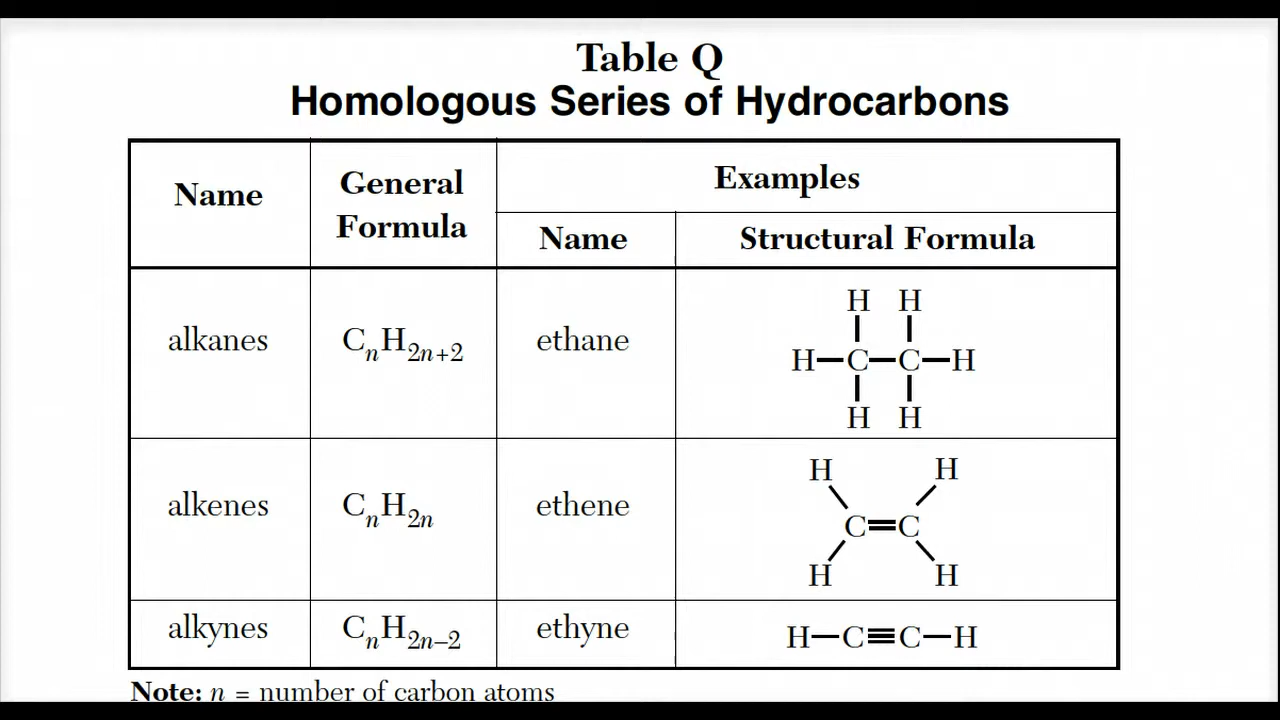 Table Q
Homologous Series of Hydrocarbons
Name
General
Formula
Examples
Name
Structural Formula
alkanes
CnH2n+2
ethane
H H
H–C–C–H
H H
alkenes
CnH2n
ethene
H H
C=C
H H
alkynes
CnH2n–2
ethyne
H–C≡C–H
Note: n = number of carbon atoms